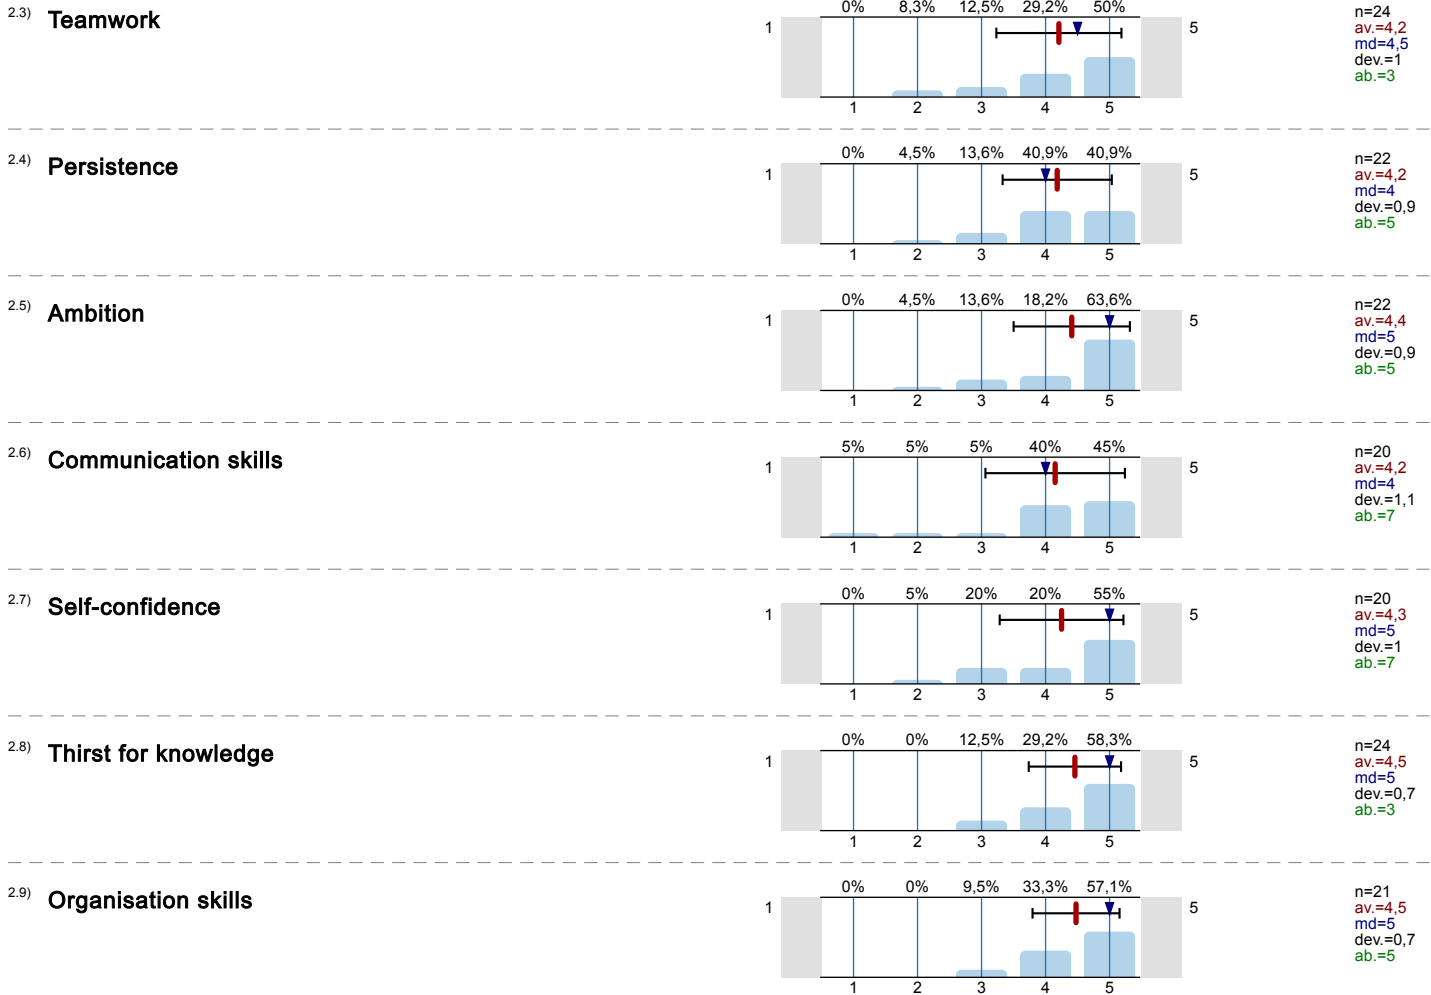 2.3) Teamwork
0% 8,3% 12,5% 29,2% 50%
1 5
1 2 3 4 5
n=24
av.=4,2
md=4,5
dev.=1
ab.=3
2.4) Persistence
0% 4,5% 13,6% 40,9% 40,9%
1 5
1 2 3 4 5
n=22
av.=4,2
md=4
dev.=0,9
ab.=5
2.5) Ambition
0% 4,5% 13,6% 18,2% 63,6%
1 5
1 2 3 4 5
n=22
av.=4,4
md=5
dev.=0,9
ab.=5
2.6) Communication skills
5% 5% 5% 40% 45%
1 5
1 2 3 4 5
n=20
av.=4,2
md=4
dev.=1,1
ab.=7
2.7) Self-confidence
0% 5% 20% 20% 55%
1 5
1 2 3 4 5
n=20
av.=4,3
md=5
dev.=1
ab.=7
2.8) Thirst for knowledge
0% 0% 12,5% 29,2% 58,3%
1 5
1 2 3 4 5
n=24
av.=4,5
md=5
dev.=0,7
ab.=3
2.9) Organisation skills
0% 0% 9,5% 33,3% 57,1%
1 5
1 2 3 4 5
n=21
av.=4,5
md=5
dev.=0,7
ab.=5